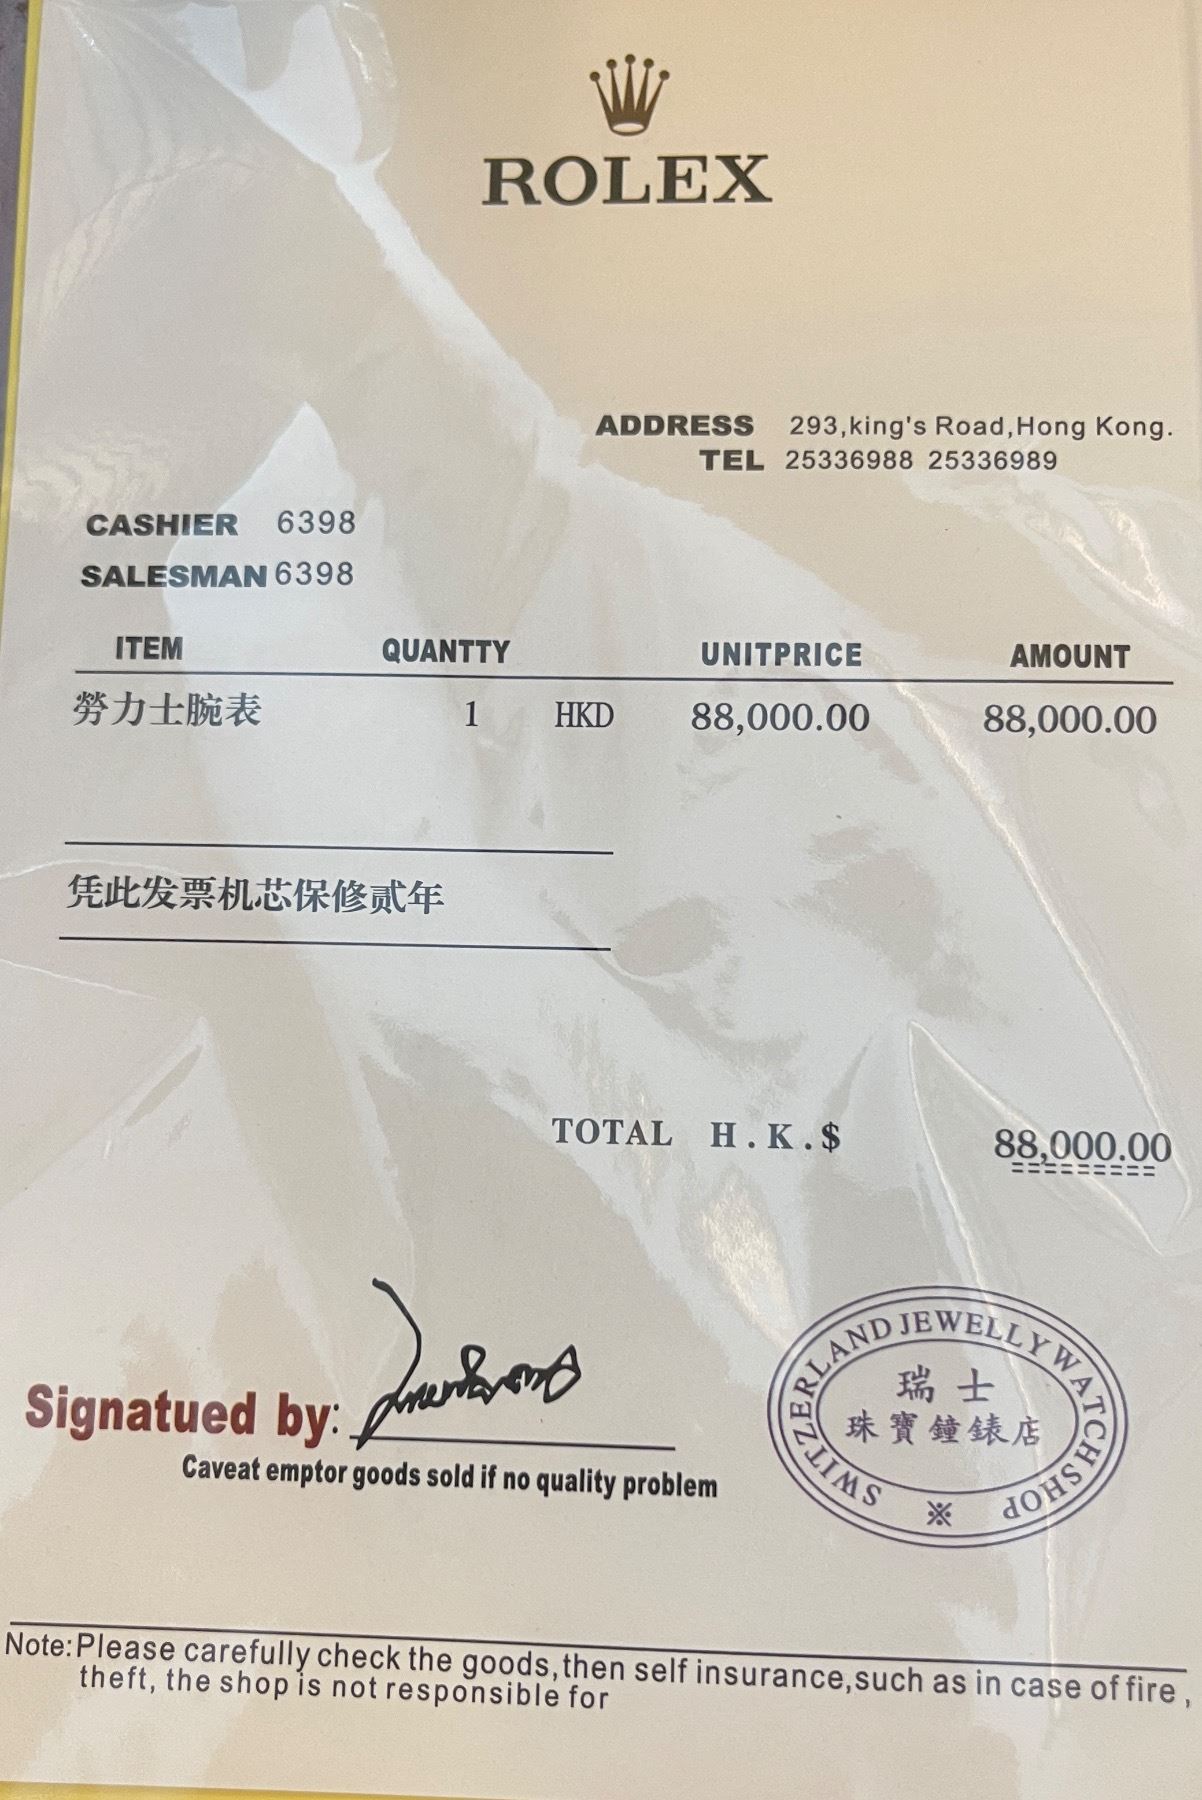 ROLEX
ADDRESS 293,king's Road,Hong Kong.
TEL 25336988 25336989
CASHIER 6398
SALESMAN 6398
ITEM QUANTTY UNITPRICE AMOUNT
勞力士腕表 1 HKD 88,000.00 88,000.00
凭此发票机芯保修贰年
TOTAL H.K.$ 88,000.00
=========
Signatued by:
Caveat emptor goods sold if no quality problem
SWITZERLAND JEWELLY WATCH SHOP
瑞士
珠寶鐘錶店
※
Note:Please carefully check the goods,then self insurance,such as in case of fire,
theft, the shop is not responsible for